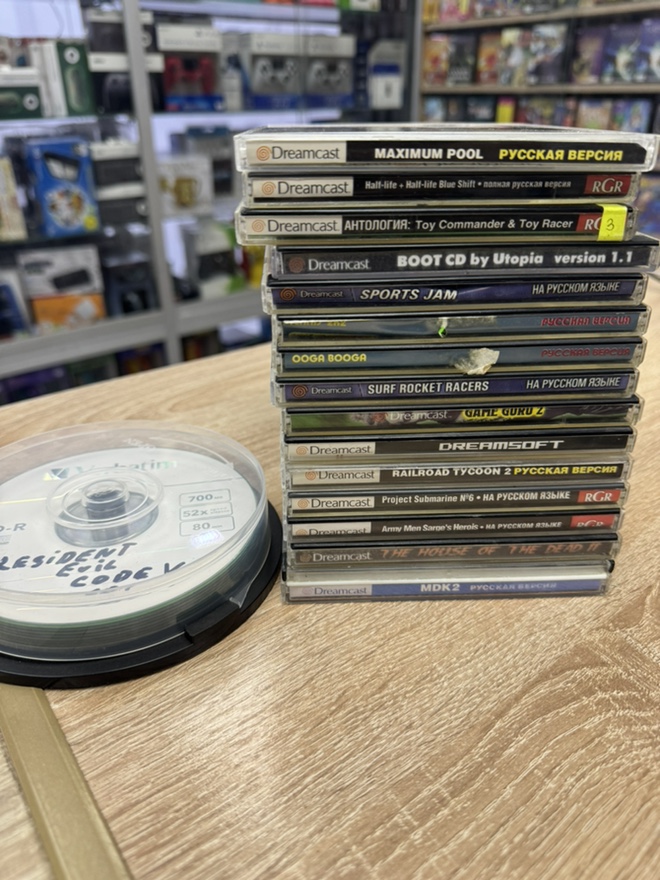 Dreamcast MAXIMUM POOL РУССКАЯ ВЕРСИЯ
Dreamcast Half-life + Half-life Blue Shift • полная русская версия RGR
Dreamcast АНТОЛОГИЯ: Toy Commander & Toy Racer 3
Dreamcast BOOT CD by Utopia version 1.1
Dreamcast SPORTS JAM НА РУССКОМ ЯЗЫКЕ
РУССКАЯ ВЕРСИЯ
OOGA BOOGA РУССКАЯ ВЕРСИЯ
Dreamcast SURF ROCKET RACERS НА РУССКОМ ЯЗЫКЕ
Dreamcast GAME GURU 2
Dreamcast DREAMSOFT
Dreamcast RAILROAD TYCOON 2 РУССКАЯ ВЕРСИЯ
Dreamcast Project Submarine №6 • НА РУССКОМ ЯЗЫКЕ RGR
Dreamcast Army Men Sarge's Herois • НА РУССКОМ ЯЗЫКЕ RGR
Dreamcast THE HOUSE OF THE DEAD II
Dreamcast MDK2 РУССКАЯ ВЕРСИЯ
Verbatim
700
52x
80
RESIDENT
EVIL
CODE V